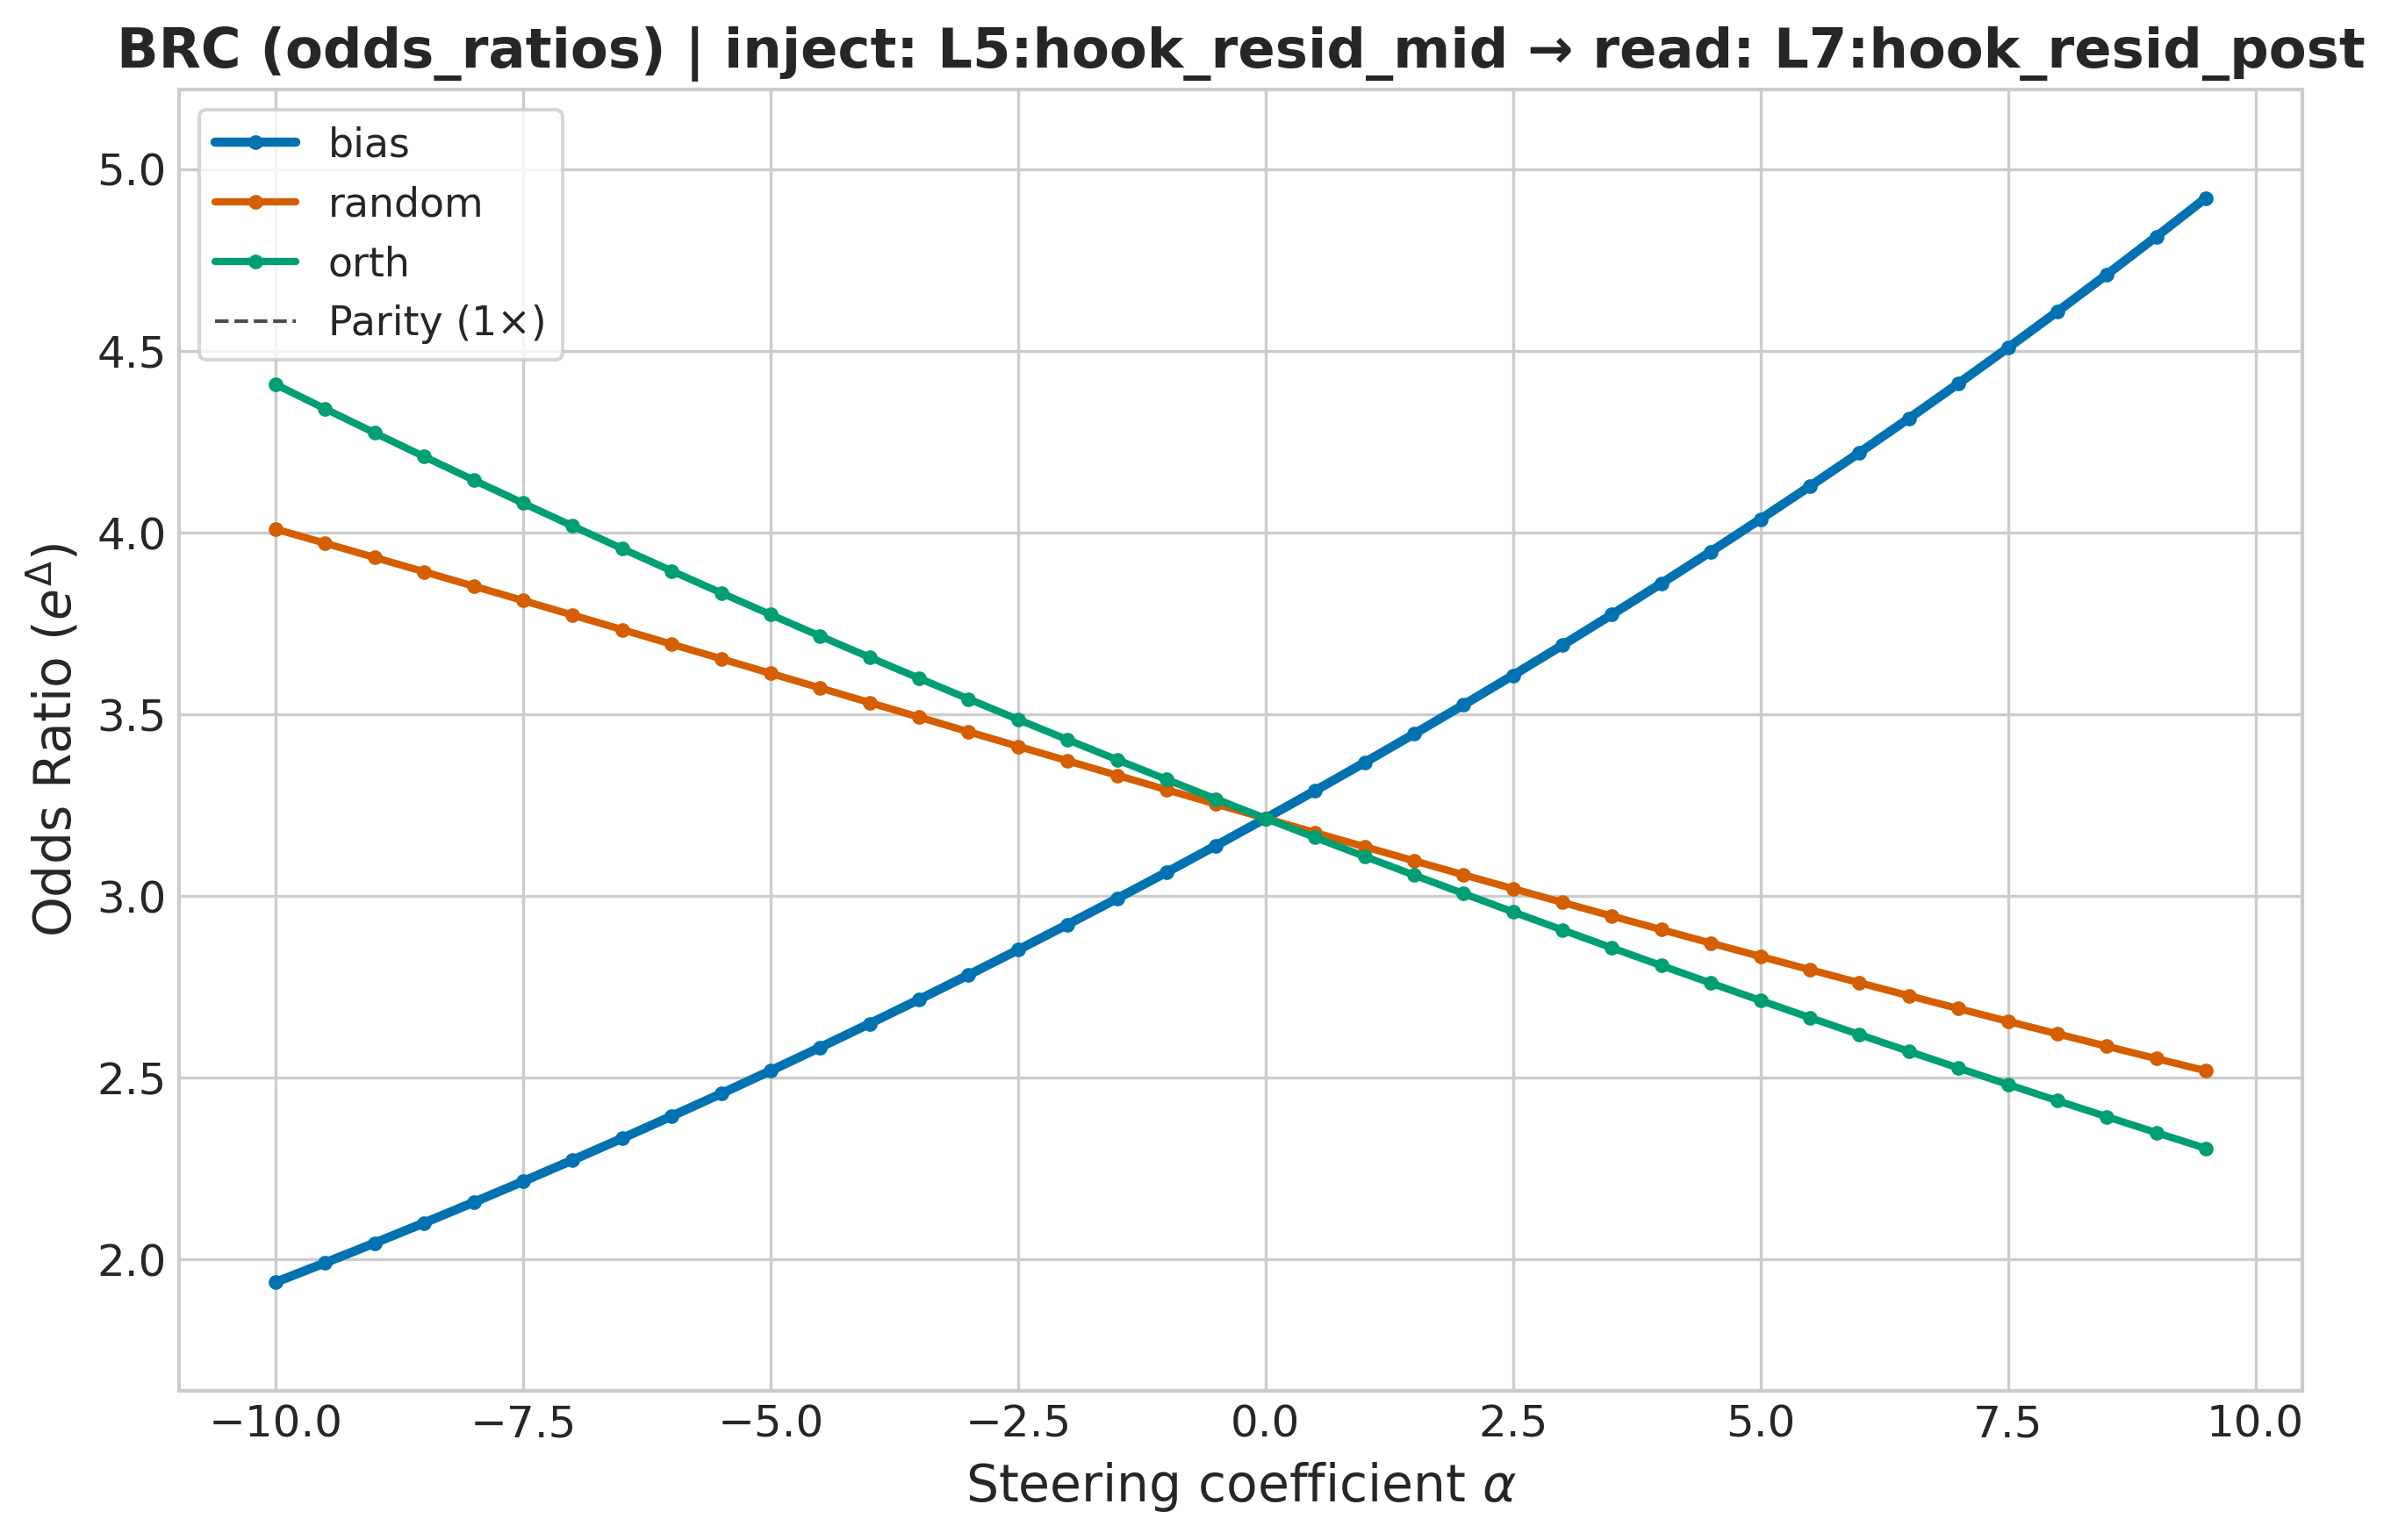 BRC (odds_ratios) | inject: L5:hook_resid_mid → read: L7:hook_resid_post
bias
random
orth
Parity (1×)
Odds Ratio (e^Δ)
5.0
4.5
4.0
3.5
3.0
2.5
2.0
−10.0 −7.5 −5.0 −2.5 0.0 2.5 5.0 7.5 10.0
Steering coefficient α